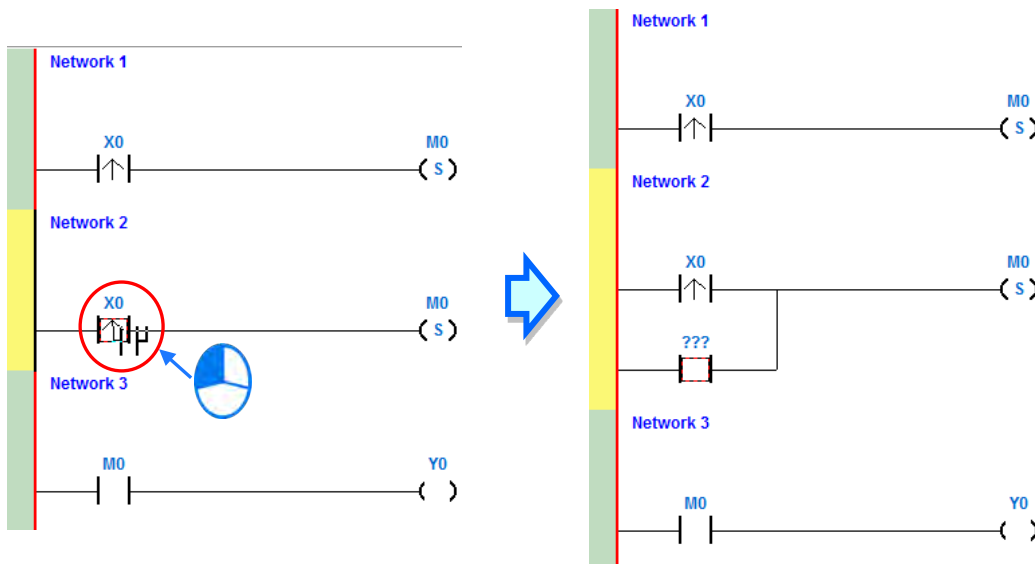 Network 1
X0 M0
S
Network 2
X0 M0
S
Network 3
M0 Y0
Network 1
X0 M0
S
Network 2
X0 M0
S
???
Network 3
M0 Y0